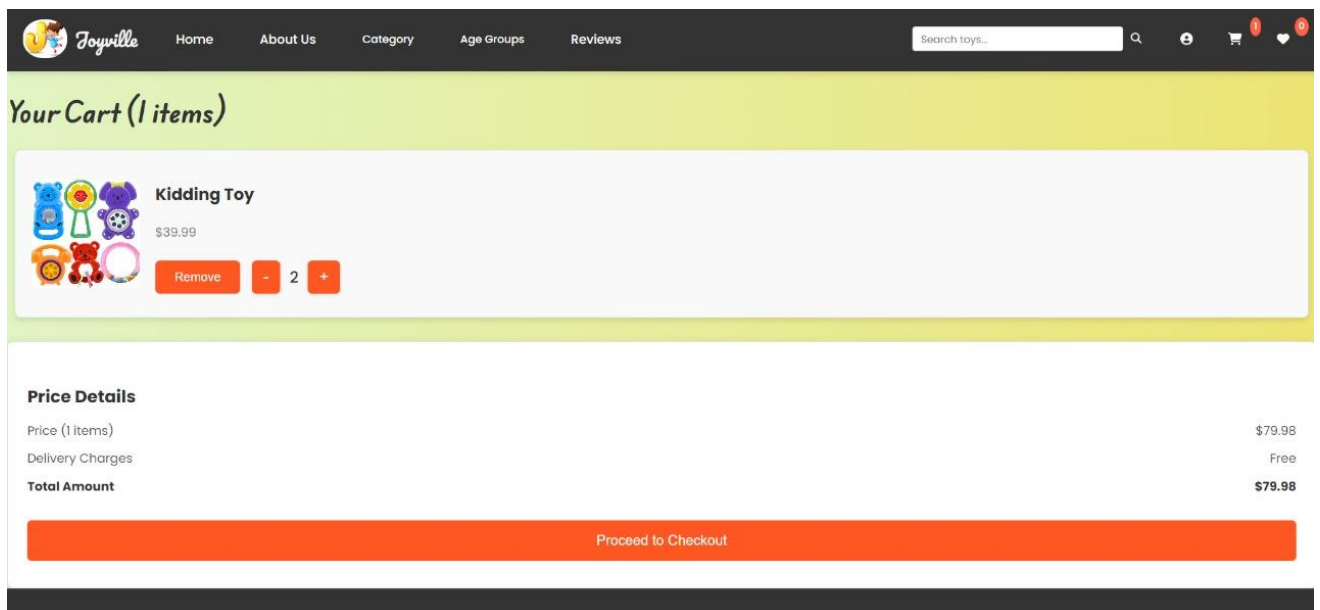 Joyville Home About Us Category Age Groups Reviews Search toys... 1 0
Your Cart (1 items)
Kidding Toy
$39.99
Remove - 2 +
Price Details
Price (1 items) $79.98
Delivery Charges Free
Total Amount $79.98
Proceed to Checkout